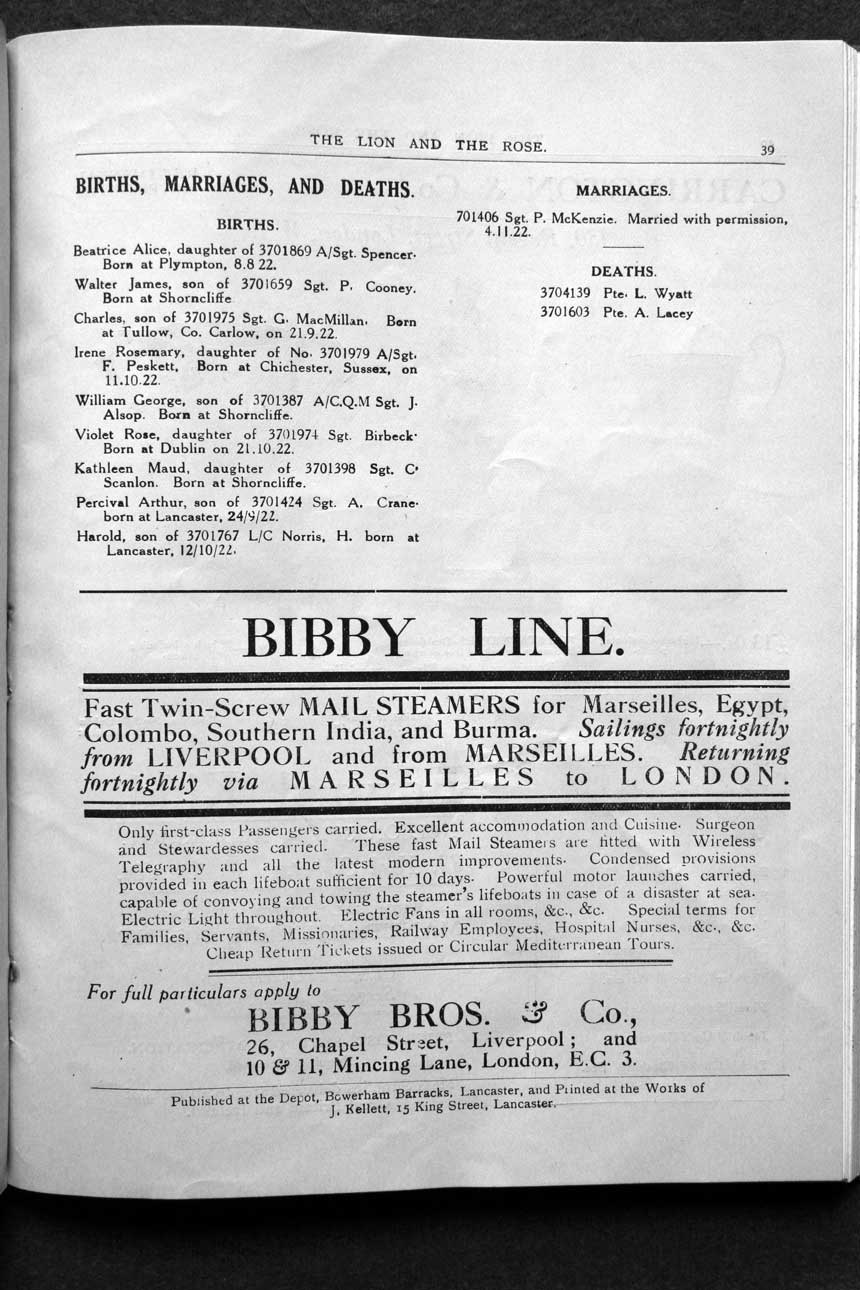 THE LION AND THE ROSE. 39
BIRTHS, MARRIAGES, AND DEATHS.
BIRTHS.
Beatrice Alice, daughter of 3701869 A/Sgt. Spencer.
Born at Plympton, 8.8 22.
Walter James, son of 3701659 Sgt. P. Cooney.
Born at Shorncliffe
Charles, son of 3701975 Sgt. G. MacMillan. Born
at Tullow, Co. Carlow, on 21.9.22.
Irene Rosemary, daughter of No. 3701979 A/Sgt.
F. Peskett, Born at Chichester, Sussex, on
11.10.22.
William George, son of 3701387 A/C.Q.M Sgt. J.
Alsop. Born at Shorncliffe.
Violet Rose, daughter of 3701974 Sgt. Birbeck.
Born at Dublin on 21.10.22.
Kathleen Maud, daughter of 3701398 Sgt. C.
Scanlon. Born at Shorncliffe.
Percival Arthur, son of 3701424 Sgt. A. Crane.
born at Lancaster, 24/9/22.
Harold, son of 3701767 L/C Norris, H. born at
Lancaster, 12/10/22.
MARRIAGES.
701406 Sgt. P. McKenzie. Married with permission,
4.11.22.
DEATHS.
3704139 Pte. L. Wyatt
3701603 Pte. A. Lacey
BIBBY LINE.
Fast Twin-Screw MAIL STEAMERS for Marseilles, Egypt,
Colombo, Southern India, and Burma. Sailings fortnightly
from LIVERPOOL and from MARSEILLES. Returning
fortnightly via MARSEILLES to LONDON.
Only first-class Passengers carried. Excellent accommodation and Cuisine. Surgeon
and Stewardesses carried. These fast Mail Steamers are fitted with Wireless
Telegraphy and all the latest modern improvements. Condensed provisions
provided in each lifeboat sufficient for 10 days. Powerful motor launches carried,
capable of convoying and towing the steamer's lifeboats in case of a disaster at sea.
Electric Light throughout. Electric Fans in all rooms, &c., &c. Special terms for
Families, Servants, Missionaries, Railway Employees, Hospital Nurses, &c., &c.
Cheap Return Tickets issued or Circular Mediterranean Tours.
For full particulars apply to
BIBBY BROS. & Co.,
26, Chapel Street, Liverpool ; and
10 & 11, Mincing Lane, London, E.C. 3.
Published at the Depot, Bowerham Barracks, Lancaster, and Printed at the Works of
J. Kellett, 15 King Street, Lancaster.